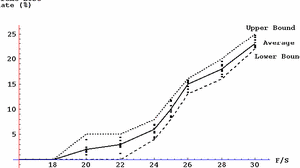 ate (%)
Upper Bound
25
Average
20
Lower Boun
15
10
5
18 20 22 24 26 28 30 F/S